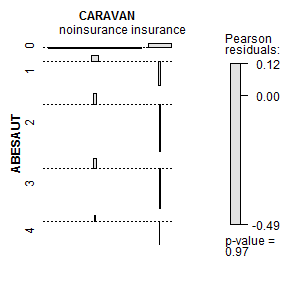 CARAVAN
noinsurance insurance
ABESAUT
0
1
2
3
4
Pearson
residuals:
0.12
0.00
-0.49
p-value =
0.97